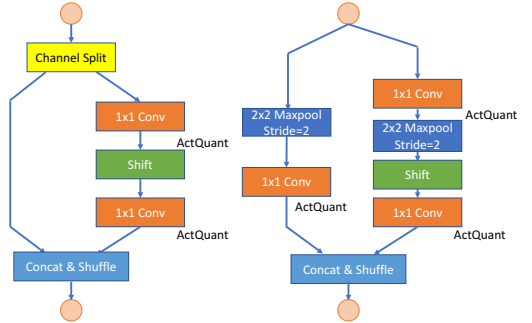 Channel Split
1x1 Conv
ActQuant
Shift
1x1 Conv
ActQuant
Concat & Shuffle
2x2 Maxpool
Stride=2
1x1 Conv
ActQuant
1x1 Conv
ActQuant
2x2 Maxpool
Stride=2
Shift
1x1 Conv
ActQuant
Concat & Shuffle